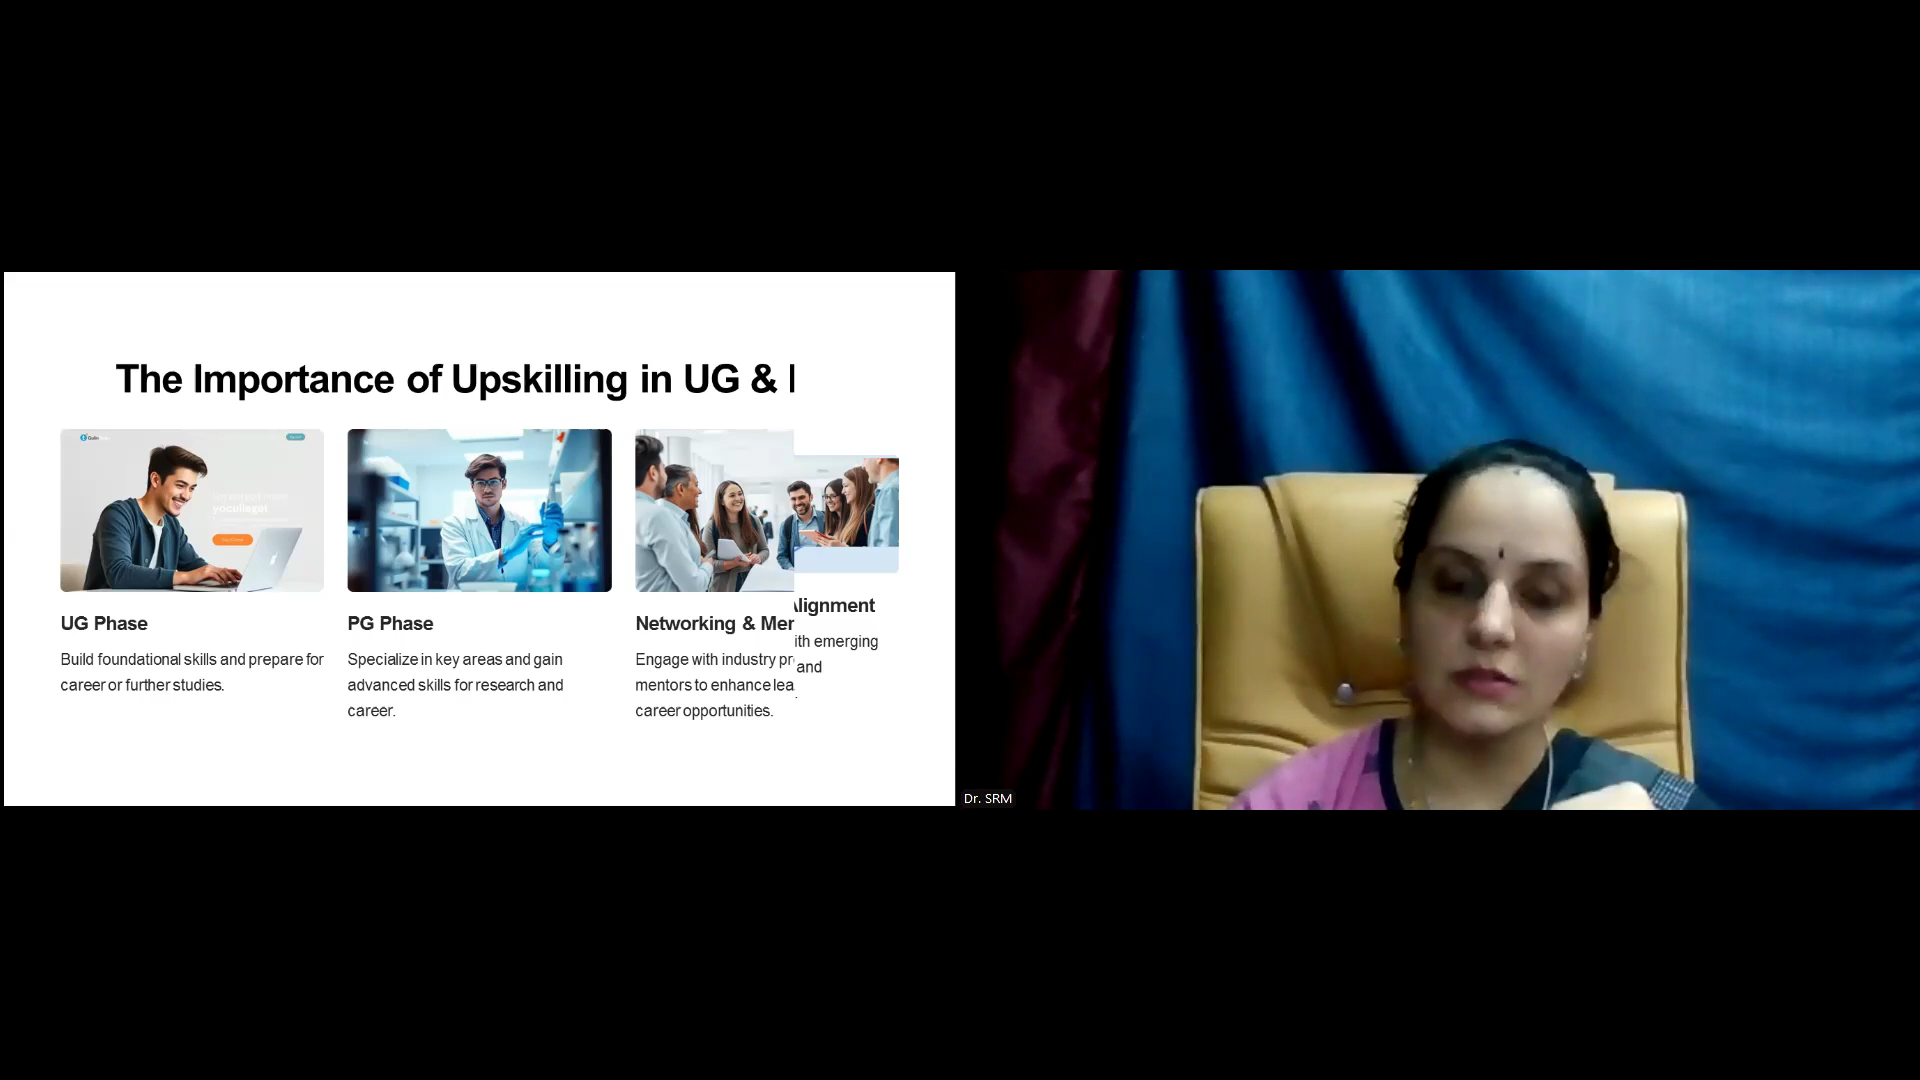 The Importance of Upskilling in UG &
UG Phase
Build foundational skills and prepare for
career or further studies.
PG Phase
Specialize in key areas and gain
advanced skills for research and
career.
Networking & Mer
Engage with industry pr
mentors to enhance lea
career opportunities.
lignment
ith emerging
and
Dr. SRM